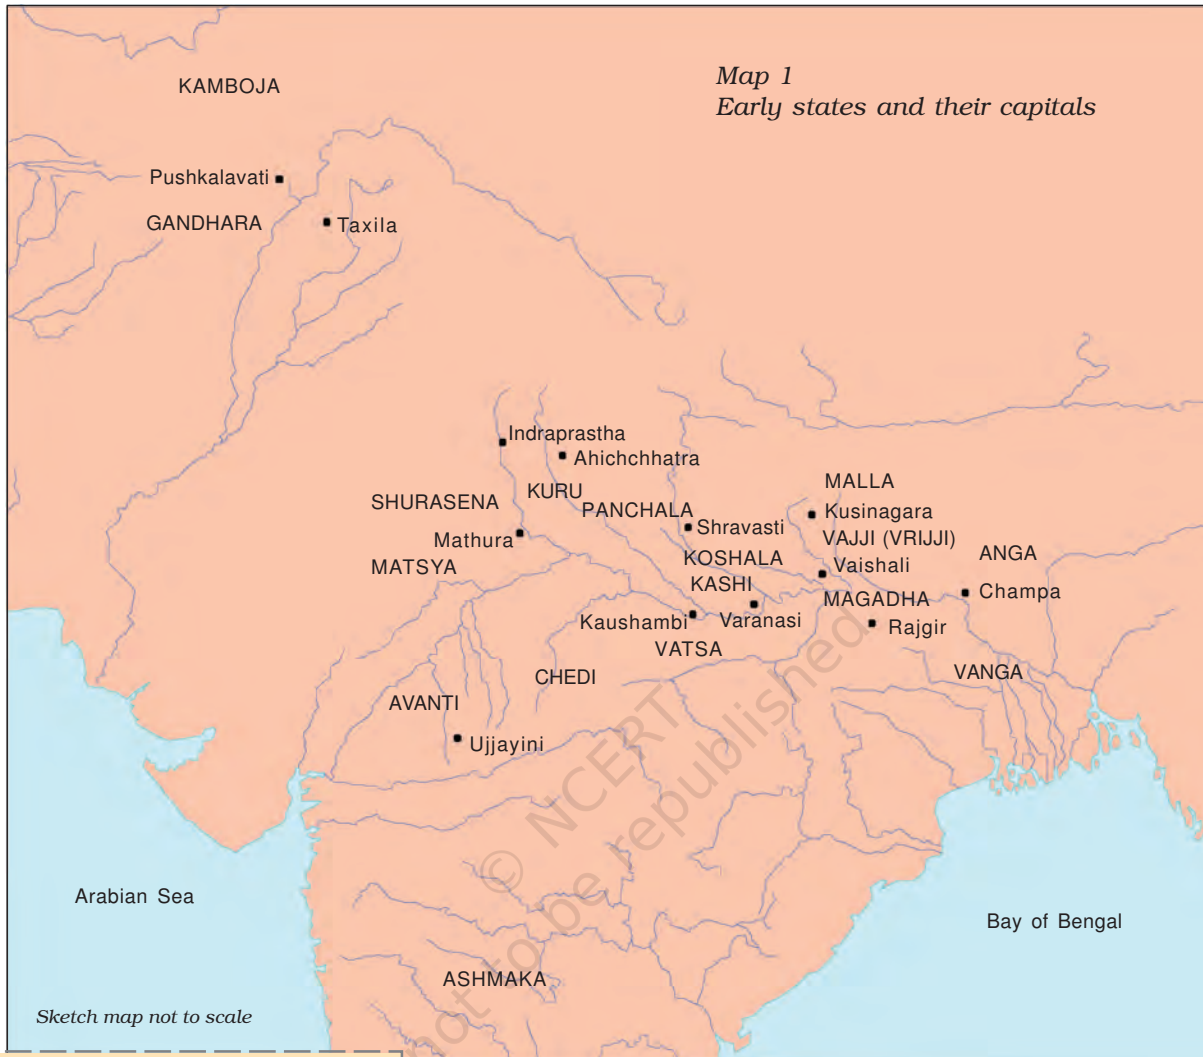 Map 1
Early states and their capitals
KAMBOJA
Pushkalavati
GANDHARA
Taxila
Indraprastha
Ahichchhatra
MALLA
SHURASENA
KURU
PANCHALA
Kusinagara
Shravasti
Mathura
VAJJI (VRIJJI)
ANGA
KOSHALA
Vaishali
MATSYA
KASHI
Champa
MAGADHA
Kaushambi
Varanasi
Rajgir
VATSA
VANGA
CHEDI
AVANTI
Ujjayini
© NCERT
not to be republished
Arabian Sea
Bay of Bengal
ASHMAKA
Sketch map not to scale